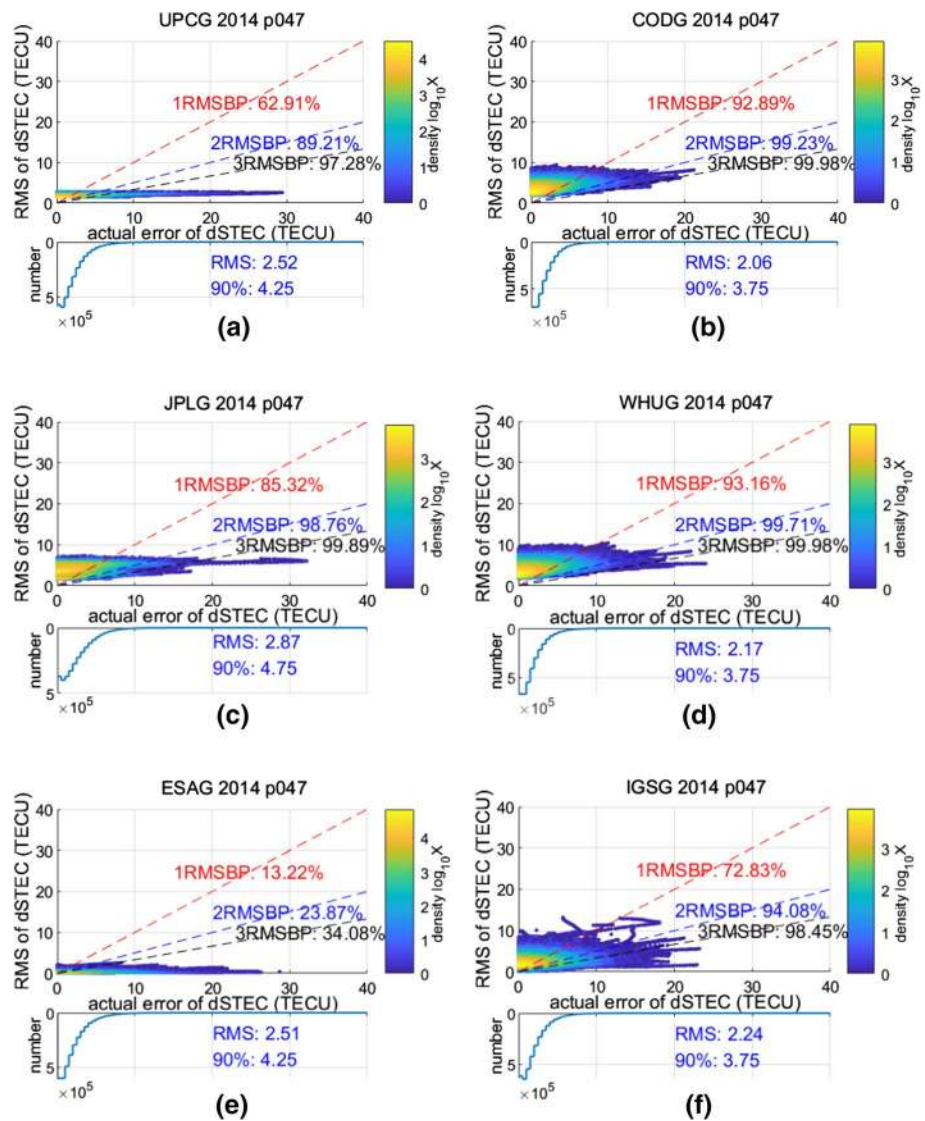 UPCG 2014 p047
40
30
20
10
0
RMS of dSTEC (TECU)
1RMSBP: 62.91%
2RMSBP: 89.21%
3RMSBP: 97.28%
0 10 20 30 40
4
3
2
1
0
density log10X
actual error of dSTEC (TECU)
0
5
number
×10^5
RMS: 2.52
90%: 4.25
(a)
CODG 2014 p047
40
30
20
10
0
RMS of dSTEC (TECU)
1RMSBP: 92.89%
2RMSBP: 99.23%
3RMSBP: 99.98%
0 10 20 30 40
3
2
1
0
density log10X
actual error of dSTEC (TECU)
0
5
number
×10^5
RMS: 2.06
90%: 3.75
(b)
JPLG 2014 p047
40
30
20
10
0
RMS of dSTEC (TECU)
1RMSBP: 85.32%
2RMSBP: 98.76%
3RMSBP: 99.89%
0 10 20 30 40
3
2
1
0
density log10X
actual error of dSTEC (TECU)
0
5
number
×10^5
RMS: 2.87
90%: 4.75
(c)
WHUG 2014 p047
40
30
20
10
0
RMS of dSTEC (TECU)
1RMSBP: 93.16%
2RMSBP: 99.71%
3RMSBP: 99.98%
0 10 20 30 40
3
2
1
0
density log10X
actual error of dSTEC (TECU)
0
5
number
×10^5
RMS: 2.17
90%: 3.75
(d)
ESAG 2014 p047
40
30
20
10
0
RMS of dSTEC (TECU)
1RMSBP: 13.22%
2RMSBP: 23.87%
3RMSBP: 34.08%
0 10 20 30 40
4
3
2
1
0
density log10X
actual error of dSTEC (TECU)
0
5
number
×10^5
RMS: 2.51
90%: 4.25
(e)
IGSG 2014 p047
40
30
20
10
0
RMS of dSTEC (TECU)
1RMSBP: 72.83%
2RMSBP: 94.08%
3RMSBP: 98.45%
0 10 20 30 40
3
2
1
0
density log10X
actual error of dSTEC (TECU)
0
5
number
×10^5
RMS: 2.24
90%: 3.75
(f)